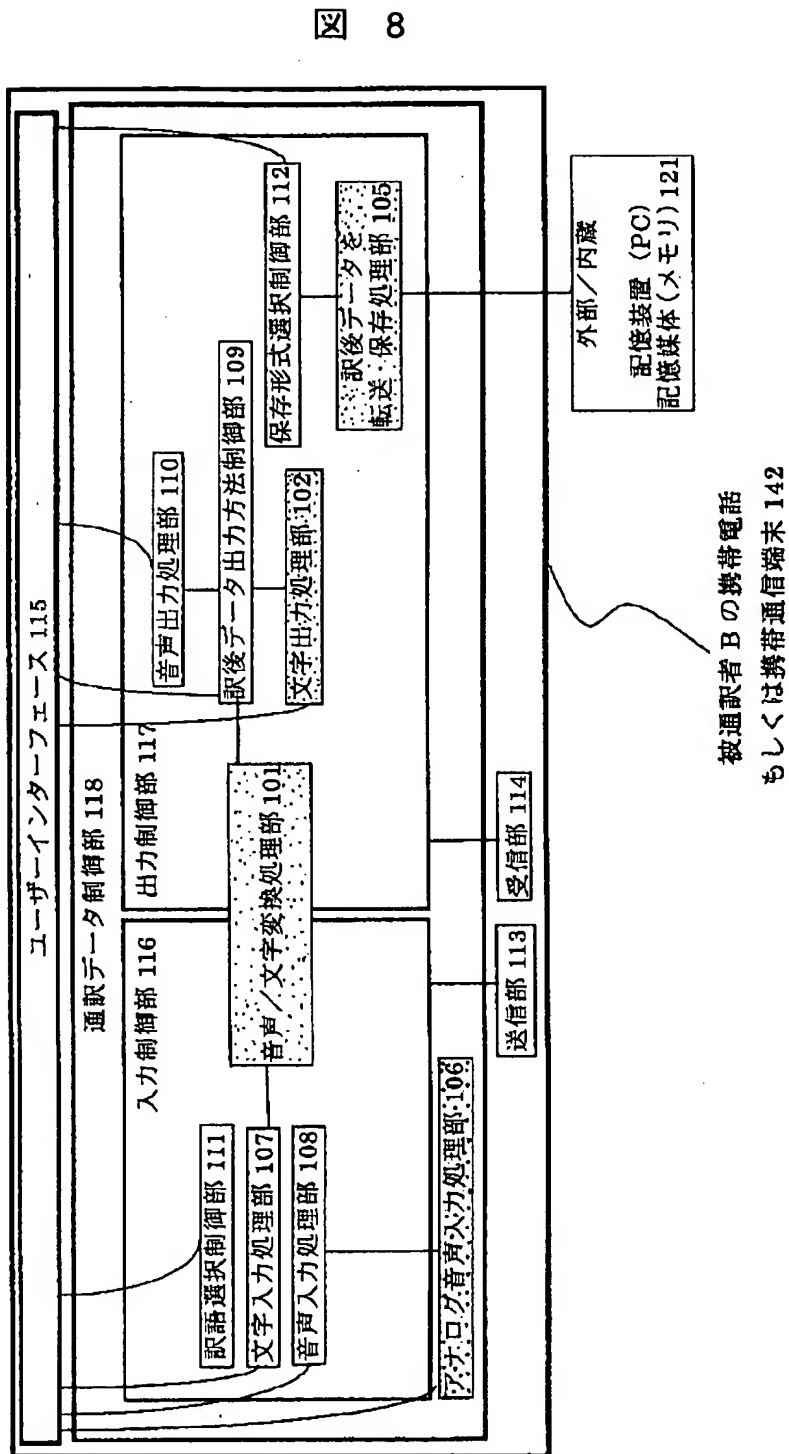 図 8
ユーザーインターフェース 115
通訳データ制御部 118
入力制御部 116
出力制御部 117
訳語選択制御部 111
文字入力処理部 107
音声入力処理部 108
アナログ音声入力処理部 106
音声／文字変換処理部 101
音声出力処理部 110
訳後データ出力方法制御部 109
文字出力処理部 102
保存形式選択制御部 112
訳後データを
転送・保存処理部 105
送信部 113
受信部 114
外部／内蔵
記憶装置 (PC)
記憶媒体(メモリ) 121
被通訳者 B の携帯電話
もしくは携帯通信端末 142